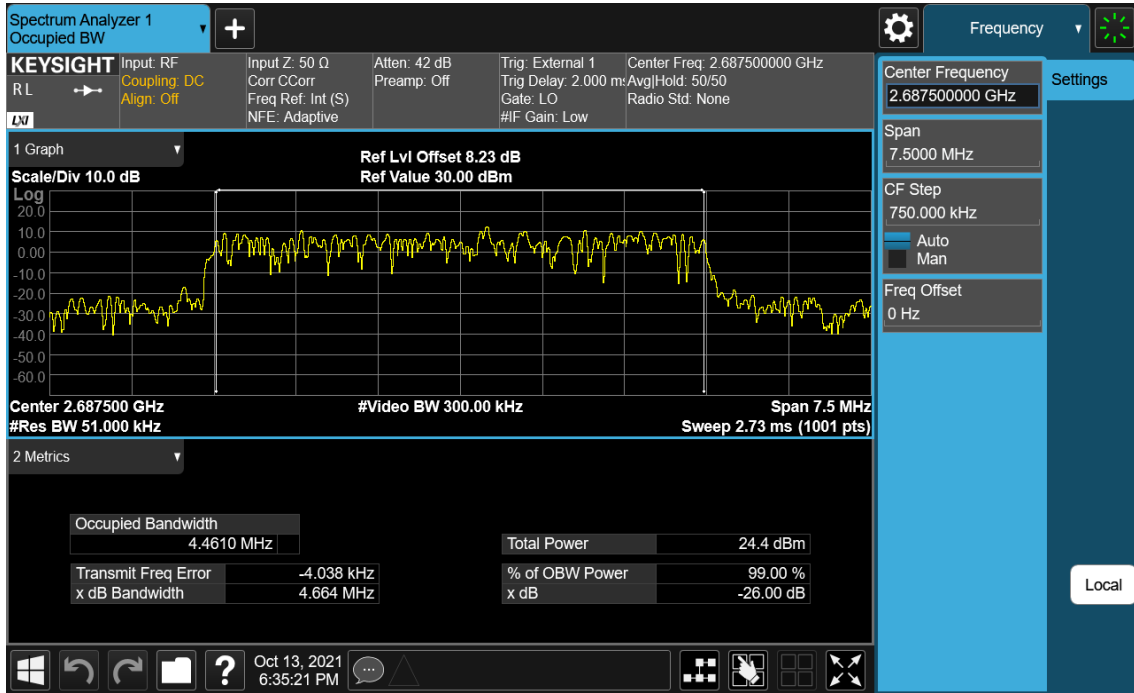 Spectrum Analyzer 1
Occupied BW
Frequency
KEYSIGHT
R L
LXI
Input: RF
Coupling: DC
Align: Off
Input Z: 50 Ω
Corr CCorr
Freq Ref: Int (S)
NFE: Adaptive
Atten: 42 dB
Preamp: Off
Trig: External 1
Trig Delay: 2.000 ms
Gate: LO
#IF Gain: Low
Center Freq: 2.687500000 GHz
Avg|Hold: 50/50
Radio Std: None
Center Frequency
2.687500000 GHz
Settings
Span
7.5000 MHz
CF Step
750.000 kHz
Auto
Man
Freq Offset
0 Hz
1 Graph
Scale/Div 10.0 dB
Ref Lvl Offset 8.23 dB
Ref Value 30.00 dBm
Log
20.0
10.0
0.00
-10.0
-20.0
-30.0
-40.0
-50.0
-60.0
Center 2.687500 GHz
#Video BW 300.00 kHz
Span 7.5 MHz
#Res BW 51.000 kHz
Sweep 2.73 ms (1001 pts)
2 Metrics
Occupied Bandwidth
4.4610 MHz
Total Power 24.4 dBm
Transmit Freq Error -4.038 kHz
% of OBW Power 99.00 %
x dB Bandwidth 4.664 MHz
x dB -26.00 dB
Local
?
Oct 13, 2021
6:35:21 PM